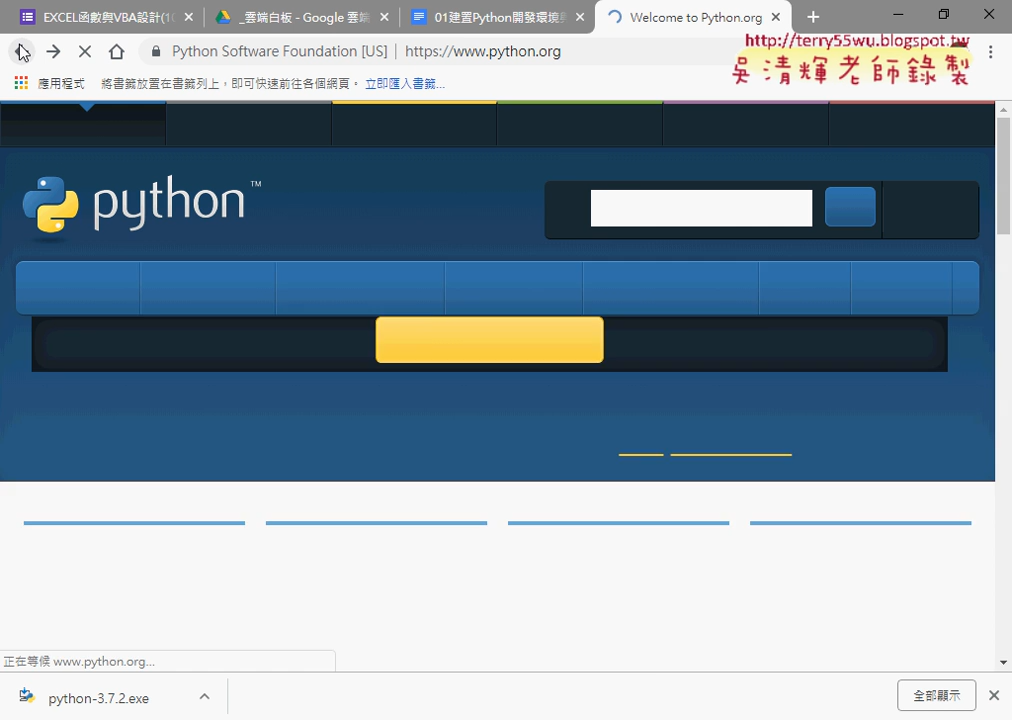 EXCEL函數與VBA設計(10
_雲端白板 - Google 雲端
01建置Python開發環境與
Welcome to Python.org
Python Software Foundation [US] | https://www.python.org
http://terry55wu.blogspot.tw
吳清輝老師錄製
應用程式 將書籤放置在書籤列上，即可快速前往各個網頁。 立即匯入書籤...
python™
正在等候 www.python.org...
python-3.7.2.exe
全部顯示